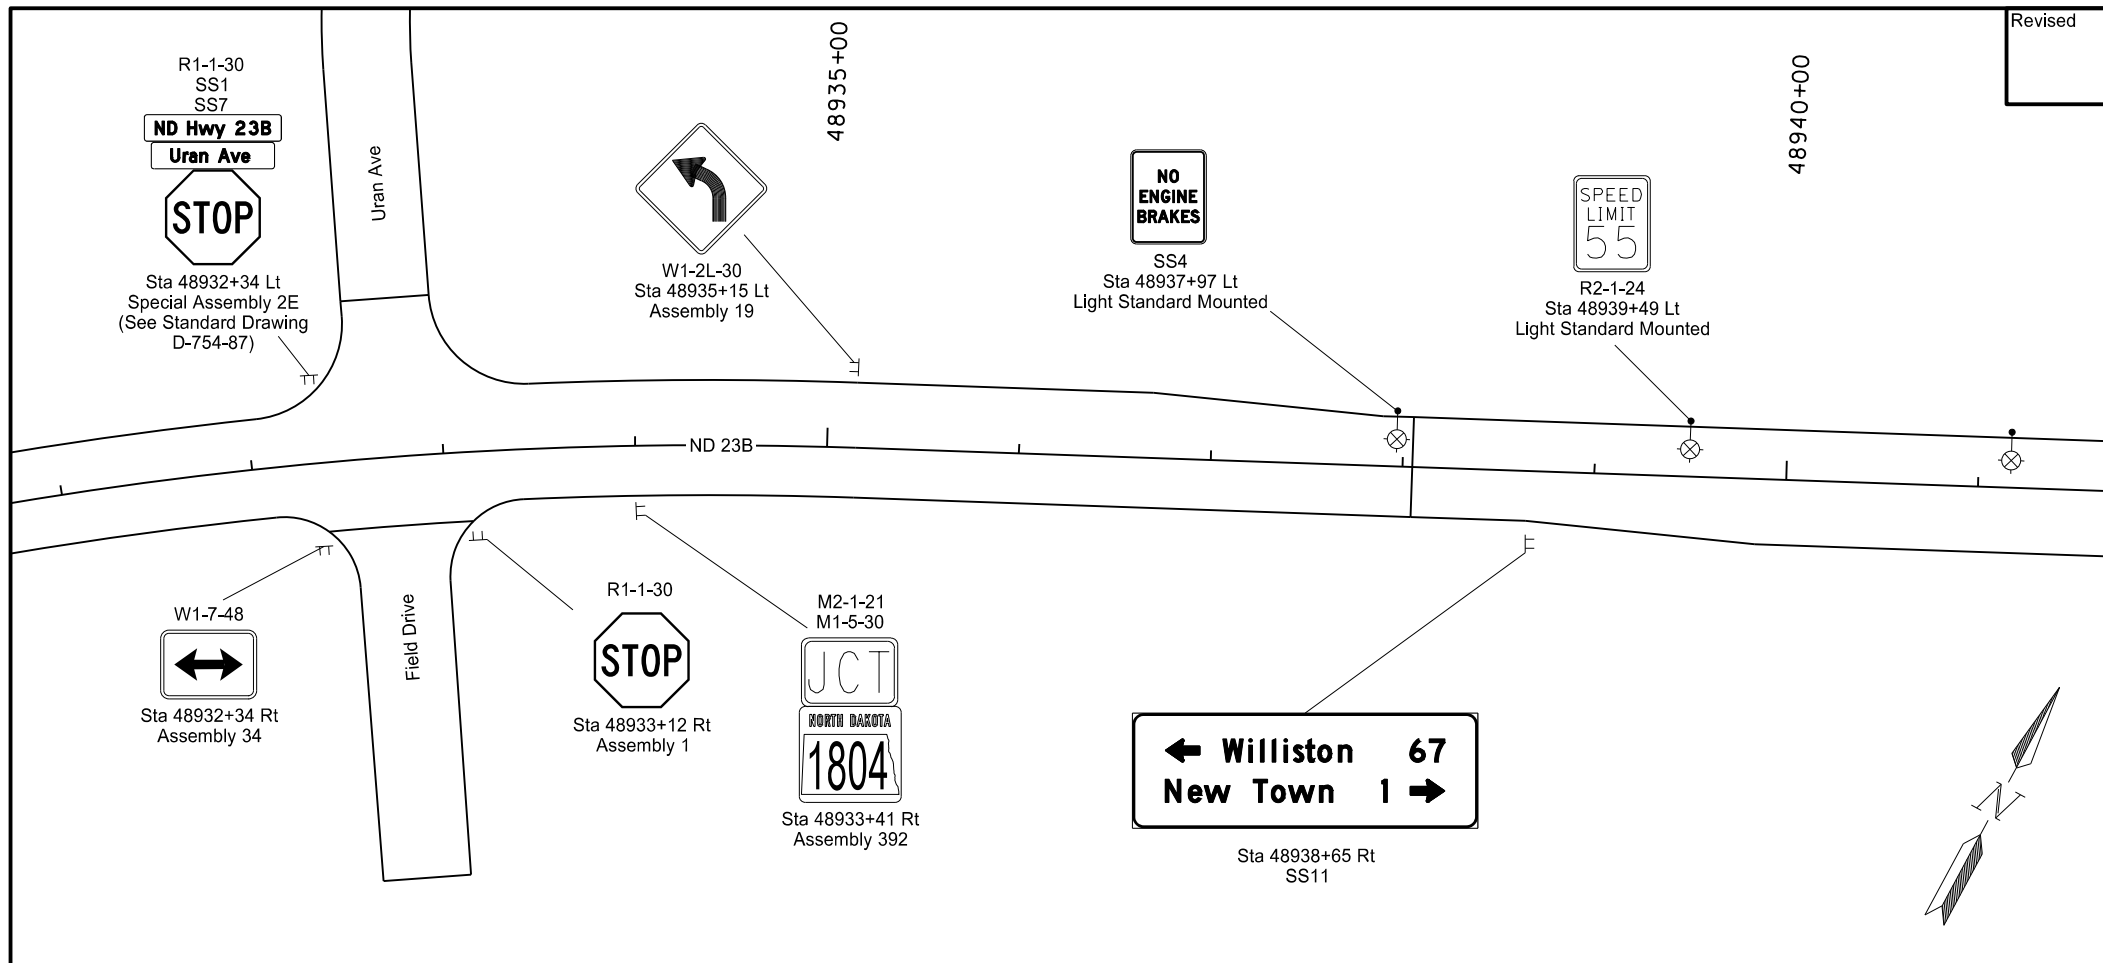 Revised
R1-1-30
SS1
SS7
ND Hwy 23B
Uran Ave
STOP
Sta 48932+34 Lt
Special Assembly 2E
(See Standard Drawing
D-754-87)
Uran Ave
48935+00
W1-2L-30
Sta 48935+15 Lt
Assembly 19
NO
ENGINE
BRAKES
SS4
Sta 48937+97 Lt
Light Standard Mounted
SPEED
LIMIT
55
R2-1-24
Sta 48939+49 Lt
Light Standard Mounted
48940+00
ND 23B
W1-7-48
Sta 48932+34 Rt
Assembly 34
Field Drive
R1-1-30
STOP
Sta 48933+12 Rt
Assembly 1
M2-1-21
M1-5-30
JCT
NORTH DAKOTA
1804
Sta 48933+41 Rt
Assembly 392
Williston 67
New Town 1
Sta 48938+65 Rt
SS11
N